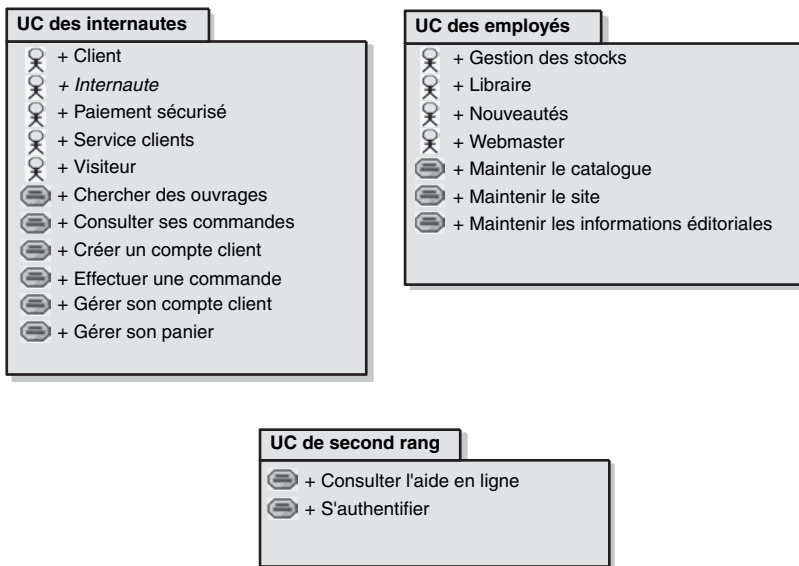 UC des internautes
+ Client
+ Internaute
+ Paiement sécurisé
+ Service clients
+ Visiteur
+ Chercher des ouvrages
+ Consulter ses commandes
+ Créer un compte client
+ Effectuer une commande
+ Gérer son compte client
+ Gérer son panier
UC des employés
+ Gestion des stocks
+ Libraire
+ Nouveautés
+ Webmaster
+ Maintenir le catalogue
+ Maintenir le site
+ Maintenir les informations éditoriales
UC de second rang
+ Consulter l'aide en ligne
+ S'authentifier